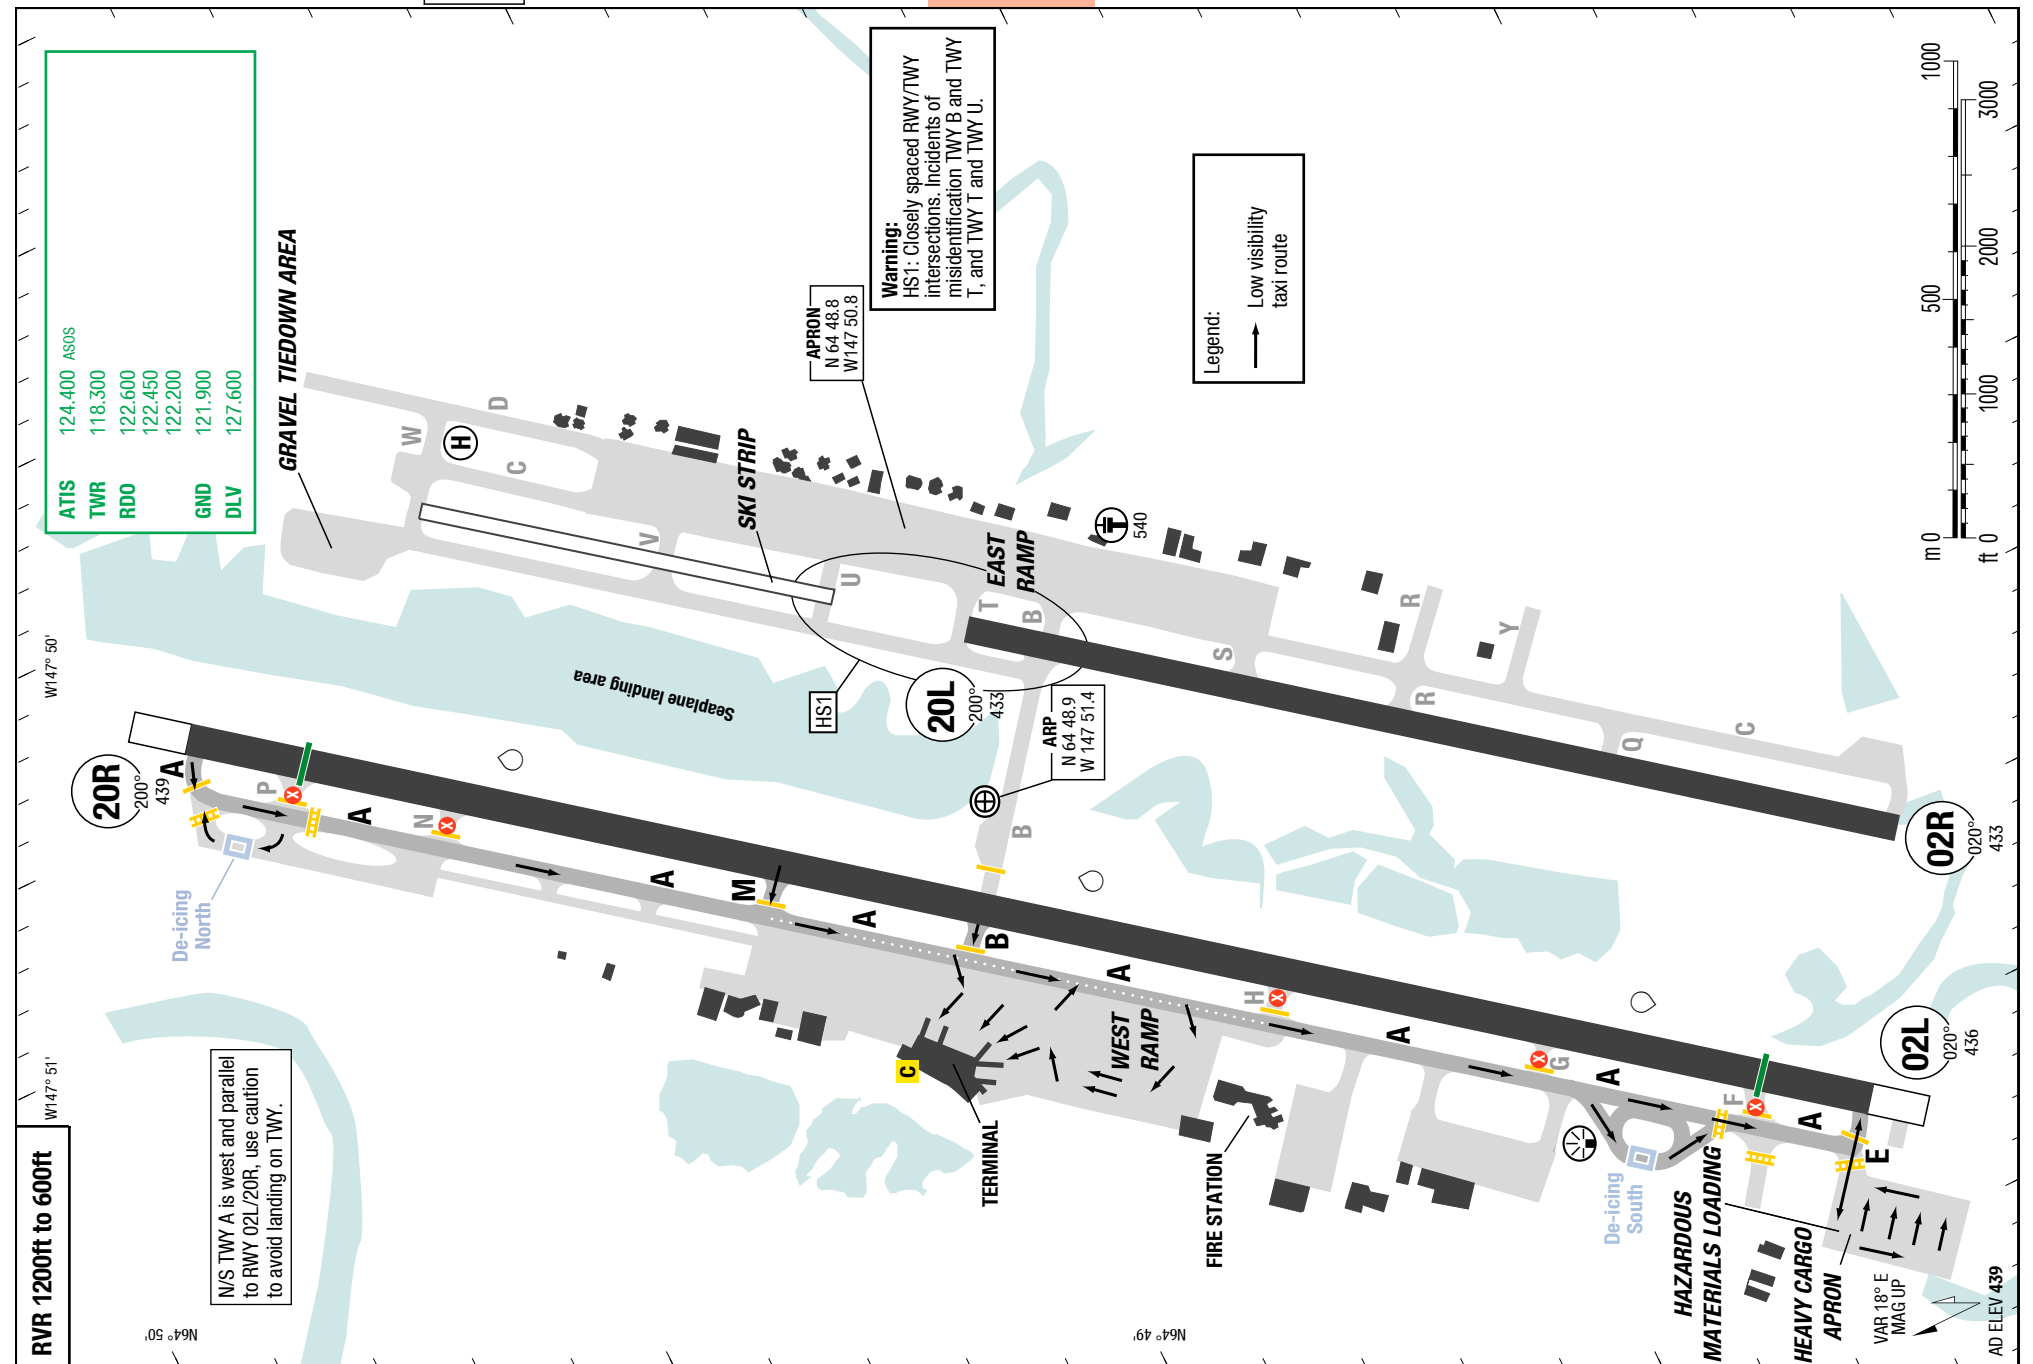 RVR 1200ft to 600ft
ATIS 124.400 ASOS
TWR 118.300
RDO 122.600
122.450
122.200
GND 121.900
DLV 127.600
N/S TWY A is west and parallel
to RWY 02L/20R, use caution
to avoid landing on TWY.
Warning:
HS1: Closely spaced RWY/TWY
intersections. Incidents of
misidentification TWY B and TWY
T, and TWY T and TWY U.
Legend:
Low visibility
taxi route
W147° 51'
W147° 50'
N64° 50'
N64° 49'
GRAVEL TIEDOWN AREA
SKI STRIP
APRON
N 64 48.8
W147 50.8
W
D
H
C
V
U
T
B
EAST
RAMP
540
S
R
R
Y
Q
C
Seaplane landing area
HS1
20L
200°
433
ARP
N 64 48.9
W 147 51.4
02R
020°
433
20R
200°
439
A
P
A
N
A
M
A
B
B
A
H
A
G
A
F
A
E
X
X
X
X
X
De-icing
North
C
TERMINAL
WEST
RAMP
FIRE STATION
De-icing
South
HAZARDOUS
MATERIALS LOADING
HEAVY CARGO
APRON
02L
020°
436
VAR 18° E
MAG UP
AD ELEV 439
m 0 500 1000
ft 0 1000 2000 3000